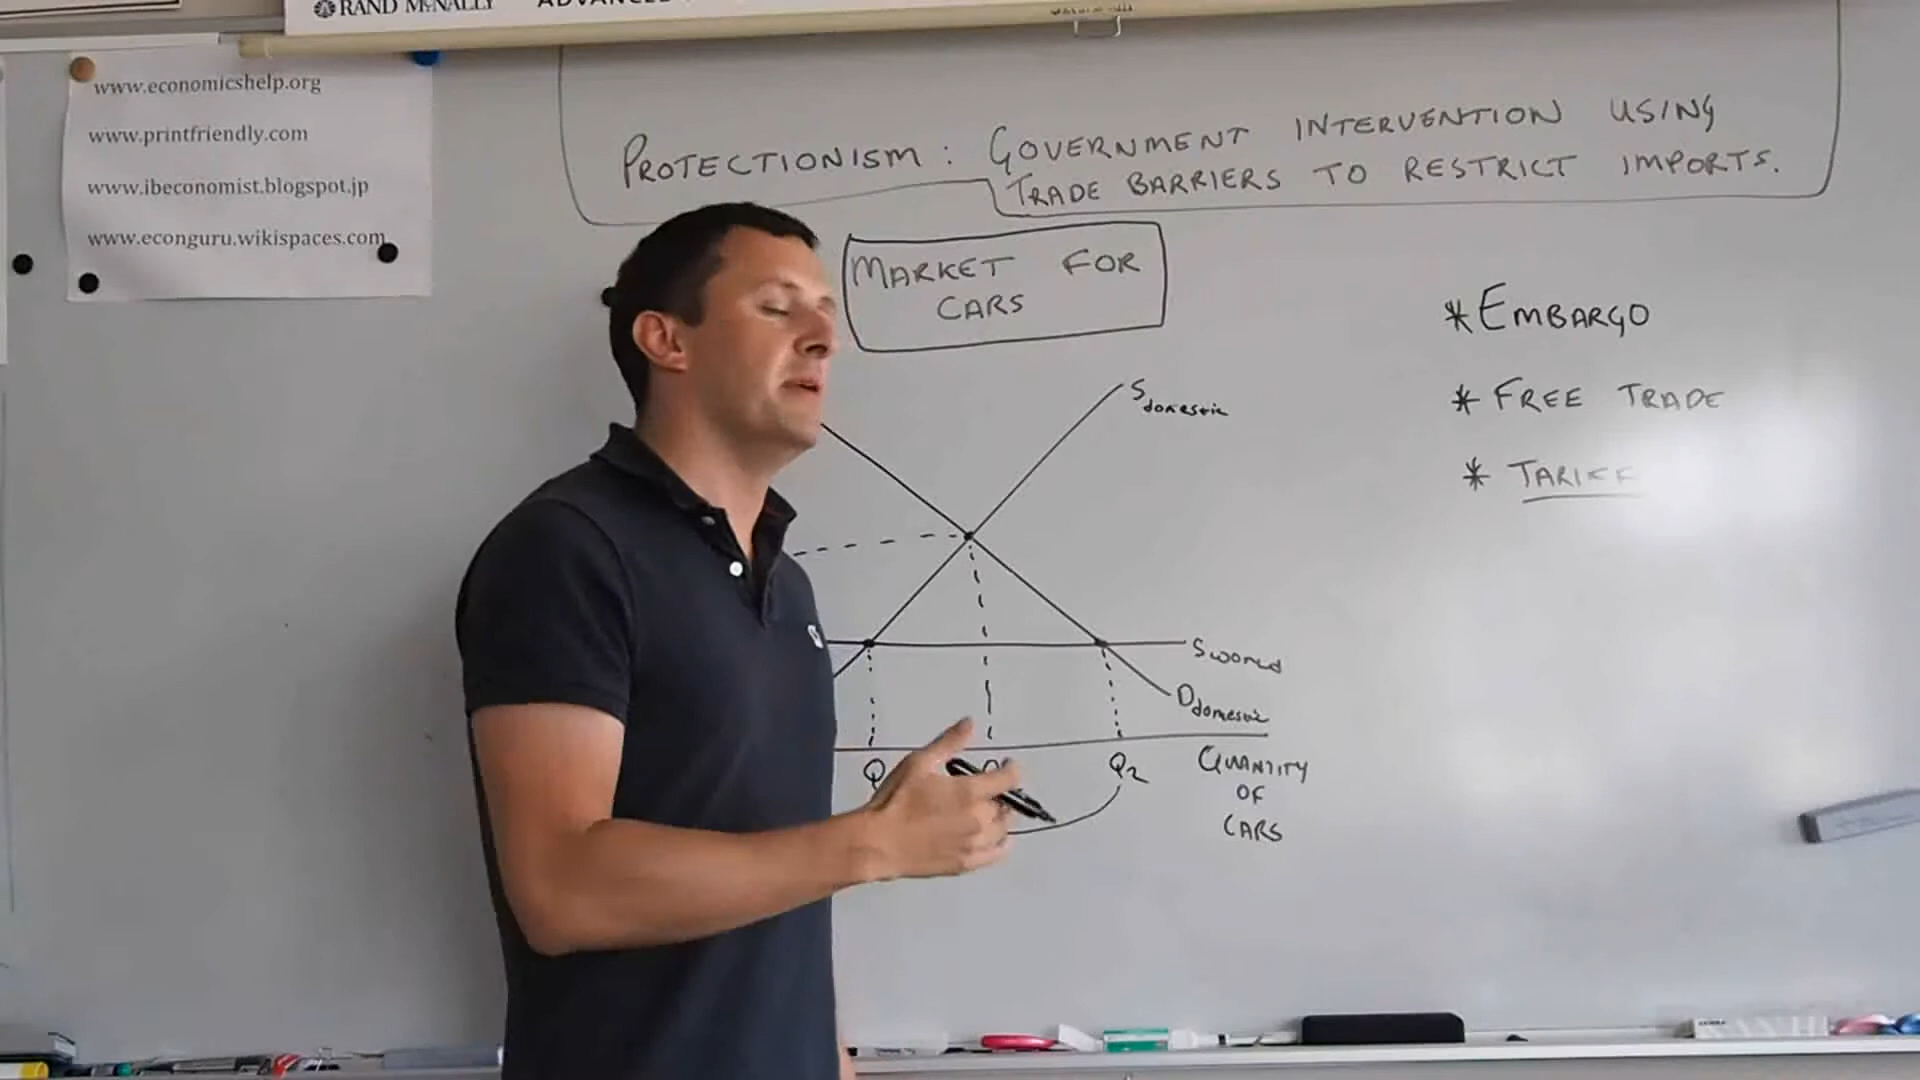 RAND McNALLY
www.economicshelp.org
www.printfriendly.com
www.ibeconomist.blogspot.jp
www.econguru.wikispaces.com
PROTECTIONISM: GOVERNMENT INTERVENTION USING
TRADE BARRIERS TO RESTRICT IMPORTS.
MARKET FOR
CARS
* EMBARGO
* FREE TRADE
* TARIFF
S domestic
S world
D domestic
Q
Q2
QUANTITY
OF
CARS